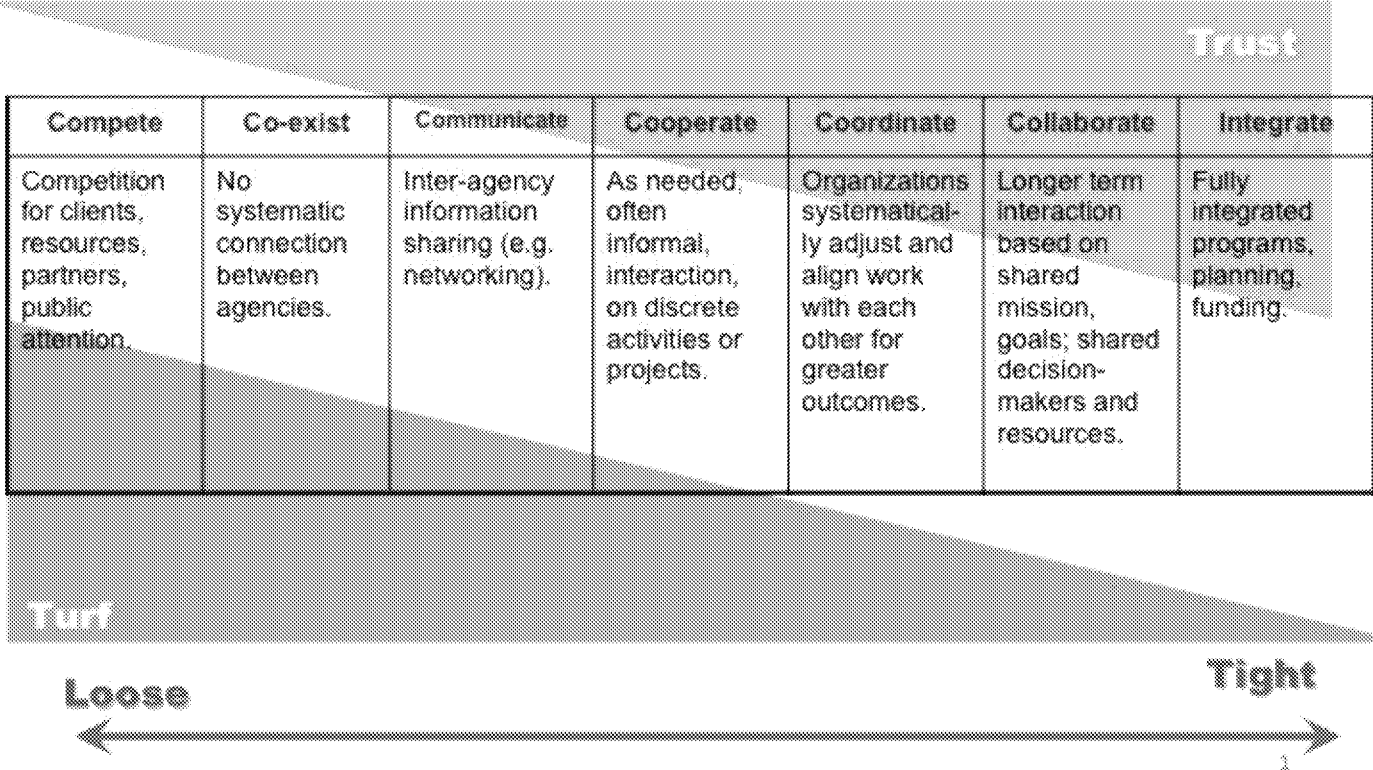 Trust
Compete
Co-exist
Communicate
Cooperate
Coordinate
Collaborate
Integrate
Competition
for clients,
resources,
partners,
public
attention.
No
systematic
connection
between
agencies.
Inter-agency
information
sharing (e.g.
networking).
As needed,
often
informal,
interaction,
on discrete
activities or
projects.
Organizations
systematical-
ly adjust and
align work
with each
other for
greater
outcomes.
Longer term
interaction
based on
shared
mission,
goals; shared
decision-
makers and
resources.
Fully
integrated
programs,
planning,
funding.
Turf
Loose
Tight
1